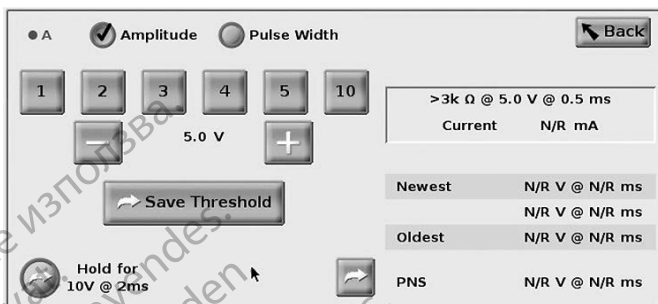 A Amplitude Pulse Width Back
1 2 3 4 5 10
− 5.0 V +
Save Threshold
Hold for
10V @ 2ms
>3k Ω @ 5.0 V @ 0.5 ms
Current N/R mA
Newest N/R V @ N/R ms
N/R V @ N/R ms
Oldest N/R V @ N/R ms
PNS N/R V @ N/R ms
използва.